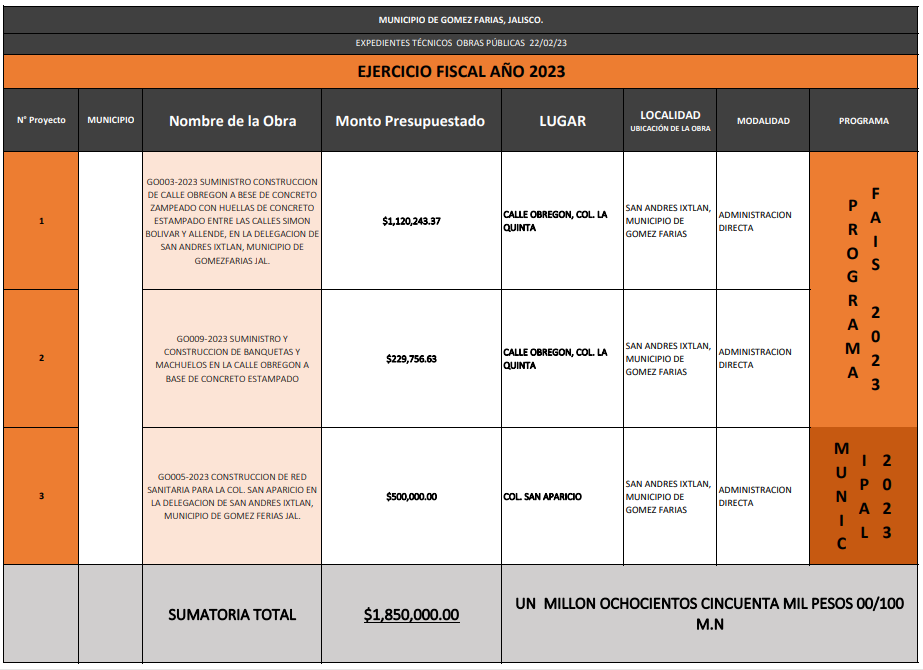 MUNICIPIO DE GOMEZ FARIAS, JALISCO.
EXPEDIENTES TÉCNICOS OBRAS PÚBLICAS 22/02/23
EJERCICIO FISCAL AÑO 2023
N° Proyecto
MUNICIPIO
Nombre de la Obra
Monto Presupuestado
LUGAR
LOCALIDAD
UBICACIÓN DE LA OBRA
MODALIDAD
PROGRAMA
1
GO003-2023 SUMINISTRO CONSTRUCCION
DE CALLE OBREGON A BESE DE CONCRETO
ZAMPEADO CON HUELLAS DE CONCRETO
ESTAMPADO ENTRE LAS CALLES SIMON
BOLIVAR Y ALLENDE, EN LA DELEGACION DE
SAN ANDRES IXTLAN, MUNICIPIO DE
GOMEZFARIAS JAL.
$1,120,243.37
CALLE OBREGON, COL. LA
QUINTA
SAN ANDRES IXTLAN,
MUNICIPIO DE
GOMEZ FARIAS
ADMINISTRACION
DIRECTA
PROGRAMA
FAIS 2023
2
GO009-2023 SUMINISTRO Y
CONSTRUCCION DE BANQUETAS Y
MACHUELOS EN LA CALLE OBREGON A
BASE DE CONCRETO ESTAMPADO
$229,756.63
CALLE OBREGON, COL. LA
QUINTA
SAN ANDRES IXTLAN,
MUNICIPIO DE
GOMEZ FARIAS
ADMINISTRACION
DIRECTA
3
GO005-2023 CONSTRUCCION DE RED
SANITARIA PARA LA COL. SAN APARICIO EN
LA DELEGACION DE SAN ANDRES IXTLAN,
MUNICIPIO DE GOMEZ FERIAS JAL.
$500,000.00
COL. SAN APARICIO
SAN ANDRES IXTLAN,
MUNICIPIO DE
GOMEZ FARIAS
ADMINISTRACION
DIRECTA
MUNIC
IPAL
2023
SUMATORIA TOTAL
$1,850,000.00
UN MILLON OCHOCIENTOS CINCUENTA MIL PESOS 00/100
M.N